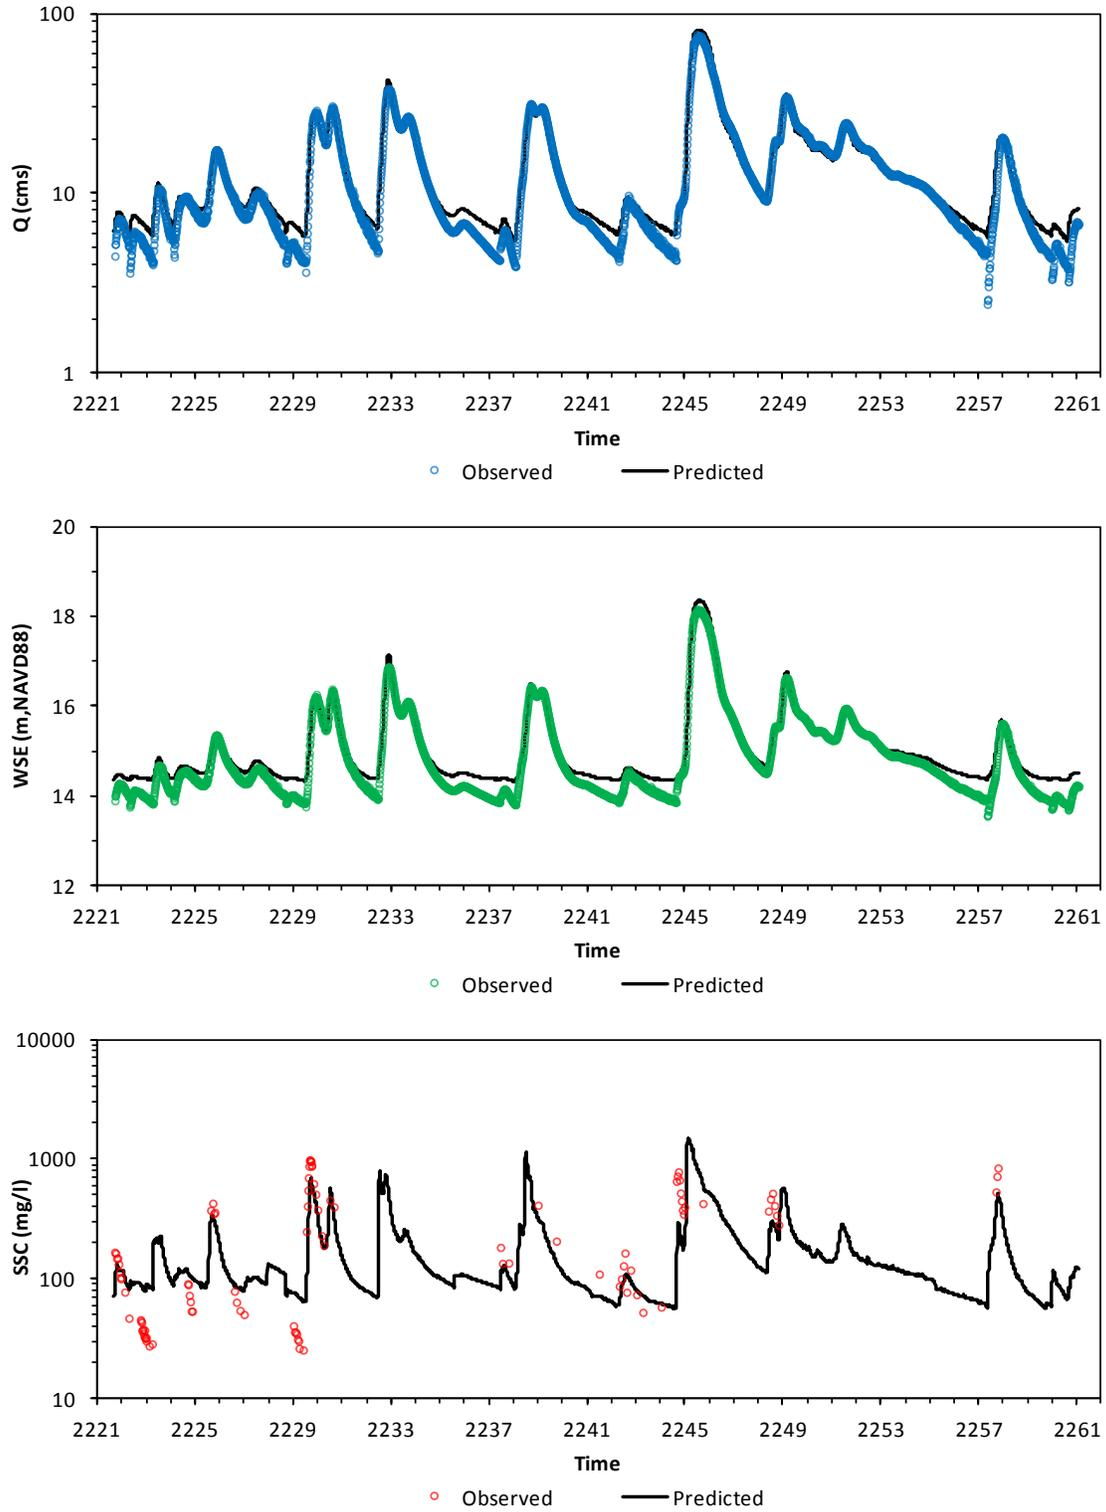 100
10
1
Q (cms)
2221 2225 2229 2233 2237 2241 2245 2249 2253 2257 2261
Time
Observed Predicted
20
18
16
14
12
WSE (m,NAVD88)
2221 2225 2229 2233 2237 2241 2245 2249 2253 2257 2261
Time
Observed Predicted
10000
1000
100
10
SSC (mg/l)
2221 2225 2229 2233 2237 2241 2245 2249 2253 2257 2261
Time
Observed Predicted